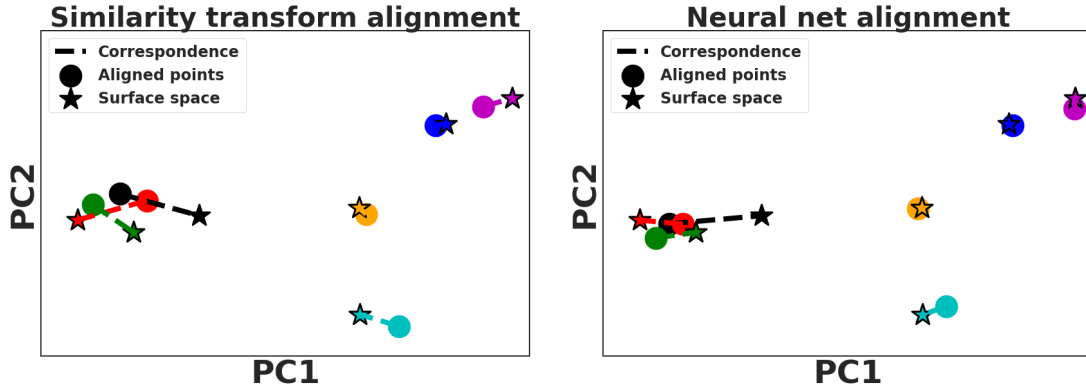 Similarity transform alignment
Correspondence
Aligned points
Surface space
PC2
PC1
Neural net alignment
Correspondence
Aligned points
Surface space
PC2
PC1